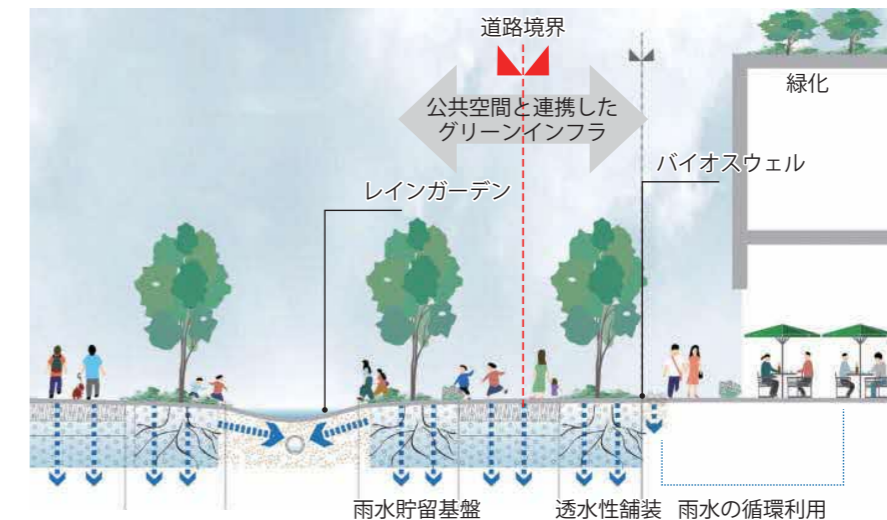 道路境界
公共空間と連携した
グリーンインフラ
緑化
バイオスウェル
レインガーデン
雨水貯留基盤
透水性舗装
雨水の循環利用